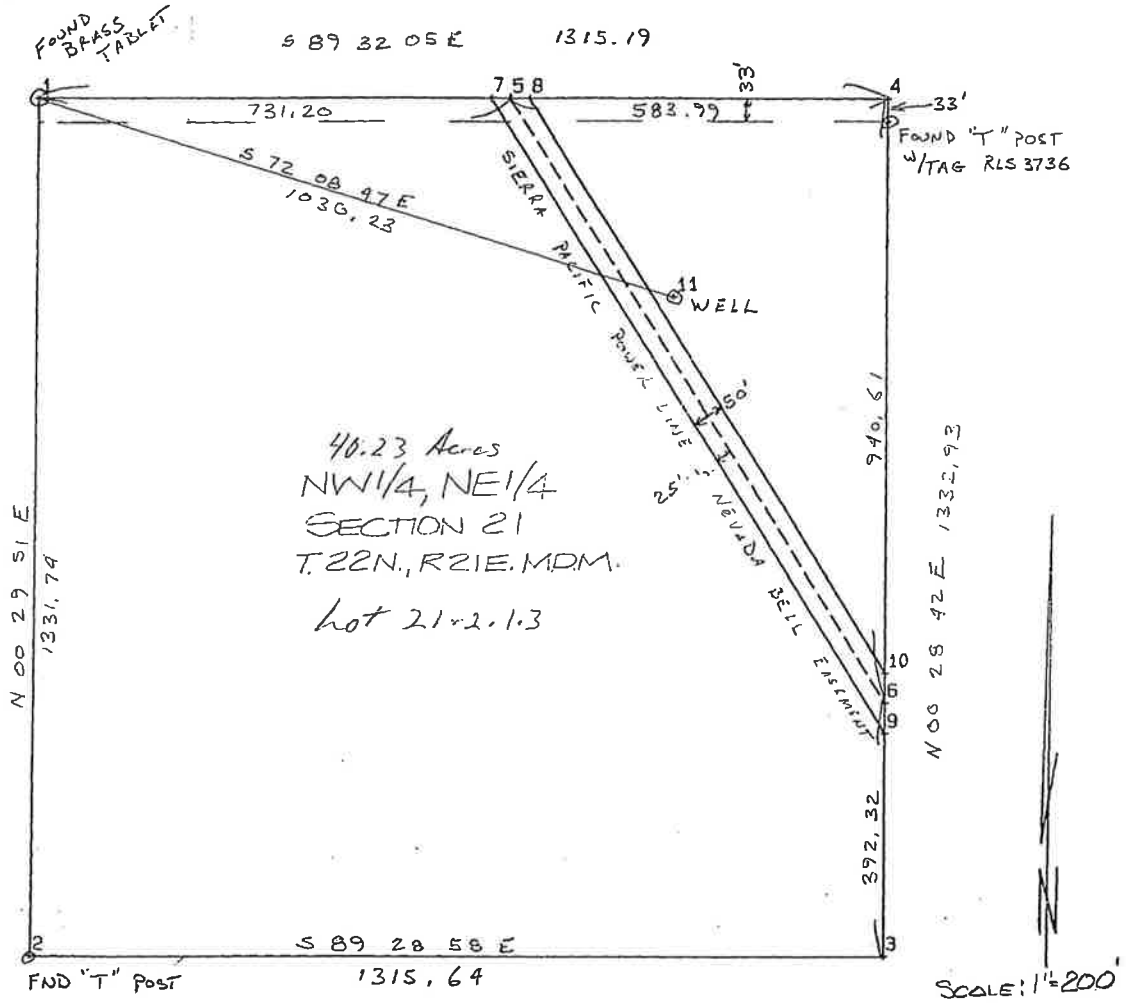 FOUND
BRASS
TABLET
S 89 32 05 E 1315.19
1
7 5 8
4
731.20
583.99
33'
33'
FOUND "T" POST
W/TAG RLS 3736
S 72 08 47 E
1030.23
11
WELL
SIERRA PACIFIC POWER LINE NEVADA BELL EASEMENT
50'
25'
940.61
N 00 28 42 E 1332.93
N 00 29 51 E
1331.74
40.23 Acres
NW1/4, NE1/4
SECTION 21
T.22N., R21E. M.D.M.
Lot 21-2.1.3
10
6
9
392.32
N
2
3
S 89 28 58 E
1315.64
FND "T" POST
SCALE: 1"=200'